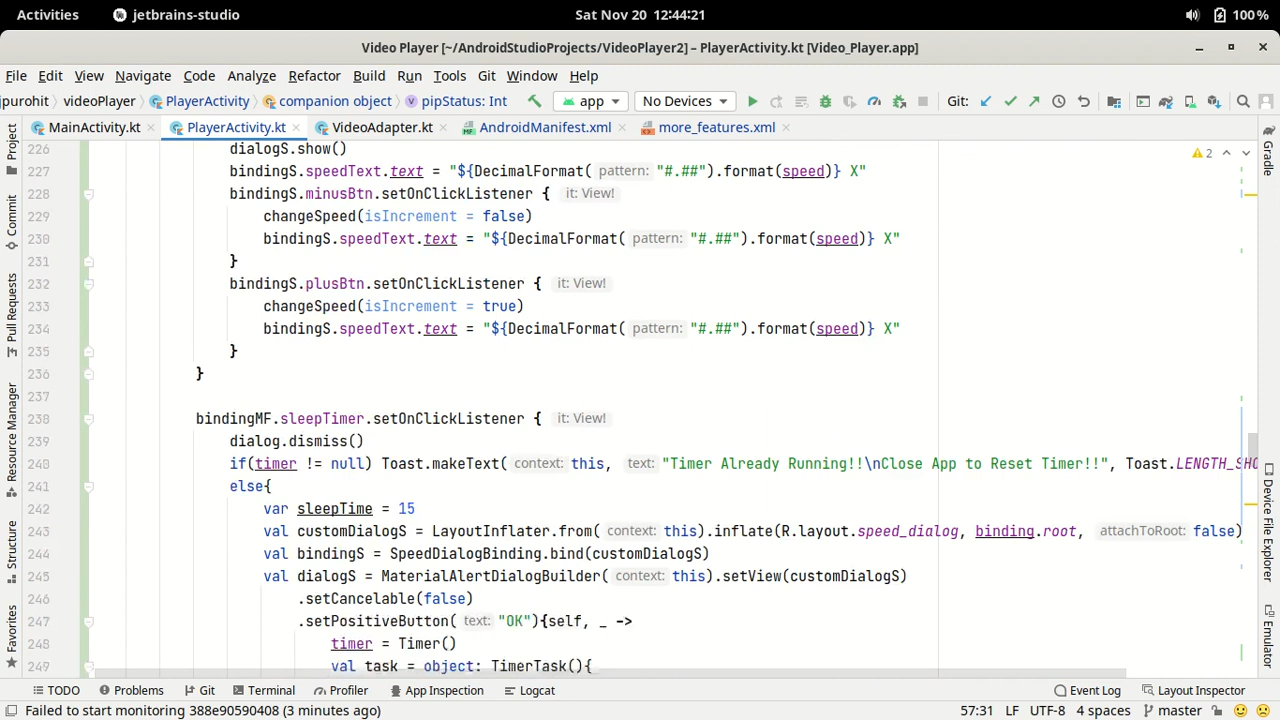 Activities jetbrains-studio Sat Nov 20 12:44:21 100%
Video Player [~/AndroidStudioProjects/VideoPlayer2] – PlayerActivity.kt [Video_Player.app]
File Edit View Navigate Code Analyze Refactor Build Run Tools Git Window Help
jpurohit videoPlayer PlayerActivity companion object pipStatus: Int app No Devices Git:
MainActivity.kt PlayerActivity.kt VideoAdapter.kt AndroidManifest.xml more_features.xml
Project
Commit
Pull Requests
Resource Manager
Structure
Favorites
226 dialogS.show()
227 bindingS.speedText.text = "${DecimalFormat( pattern: "#.##").format(speed)} X"
228 bindingS.minusBtn.setOnClickListener { it: View!
229 changeSpeed(isIncrement = false)
230 bindingS.speedText.text = "${DecimalFormat( pattern: "#.##").format(speed)} X"
231 }
232 bindingS.plusBtn.setOnClickListener { it: View!
233 changeSpeed(isIncrement = true)
234 bindingS.speedText.text = "${DecimalFormat( pattern: "#.##").format(speed)} X"
235 }
236 }
237
238 bindingMF.sleepTimer.setOnClickListener { it: View!
239 dialog.dismiss()
240 if(timer != null) Toast.makeText( context: this, text: "Timer Already Running!!\nClose App to Reset Timer!!", Toast.LENGTH_SHO
241 else{
242 var sleepTime = 15
243 val customDialogS = LayoutInflater.from( context: this).inflate(R.layout.speed_dialog, binding.root, attachToRoot: false)
244 val bindingS = SpeedDialogBinding.bind(customDialogS)
245 val dialogS = MaterialAlertDialogBuilder( context: this).setView(customDialogS)
246 .setCancelable(false)
247 .setPositiveButton( text: "OK"){self, _ ->
248 timer = Timer()
249 val task = object: TimerTask(){
2
Gradle
Device File Explorer
Emulator
TODO Problems Git Terminal Profiler App Inspection Logcat Event Log Layout Inspector
Failed to start monitoring 388e90590408 (3 minutes ago) 57:31 LF UTF-8 4 spaces master